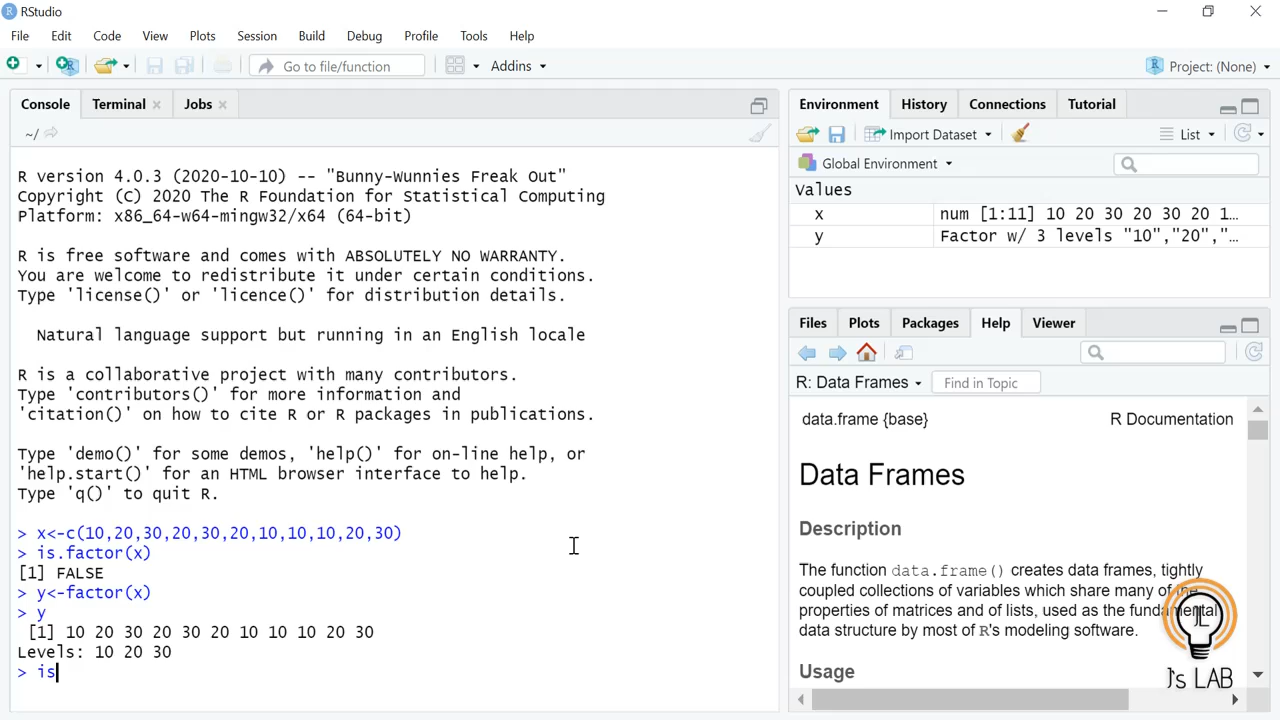 RStudio
File Edit Code View Plots Session Build Debug Profile Tools Help
Go to file/function Addins Project: (None)
Console Terminal Jobs
~/
R version 4.0.3 (2020-10-10) -- "Bunny-Wunnies Freak Out"
Copyright (C) 2020 The R Foundation for Statistical Computing
Platform: x86_64-w64-mingw32/x64 (64-bit)
R is free software and comes with ABSOLUTELY NO WARRANTY.
You are welcome to redistribute it under certain conditions.
Type 'license()' or 'licence()' for distribution details.
Natural language support but running in an English locale
R is a collaborative project with many contributors.
Type 'contributors()' for more information and
'citation()' on how to cite R or R packages in publications.
Type 'demo()' for some demos, 'help()' for on-line help, or
'help.start()' for an HTML browser interface to help.
Type 'q()' to quit R.
> x<-c(10,20,30,20,30,20,10,10,10,20,30)
> is.factor(x)
[1] FALSE
> y<-factor(x)
> y
[1] 10 20 30 20 30 20 10 10 10 20 30
Levels: 10 20 30
> is
Environment History Connections Tutorial
Import Dataset List
Global Environment
Values
x num [1:11] 10 20 30 20 30 20 1...
y Factor w/ 3 levels "10","20","...
Files Plots Packages Help Viewer
R: Data Frames Find in Topic
data.frame {base} R Documentation
Data Frames
Description
The function data.frame() creates data frames, tightly
coupled collections of variables which share many of the
properties of matrices and of lists, used as the fundamental
data structure by most of R's modeling software.
Usage
JL
J's LAB